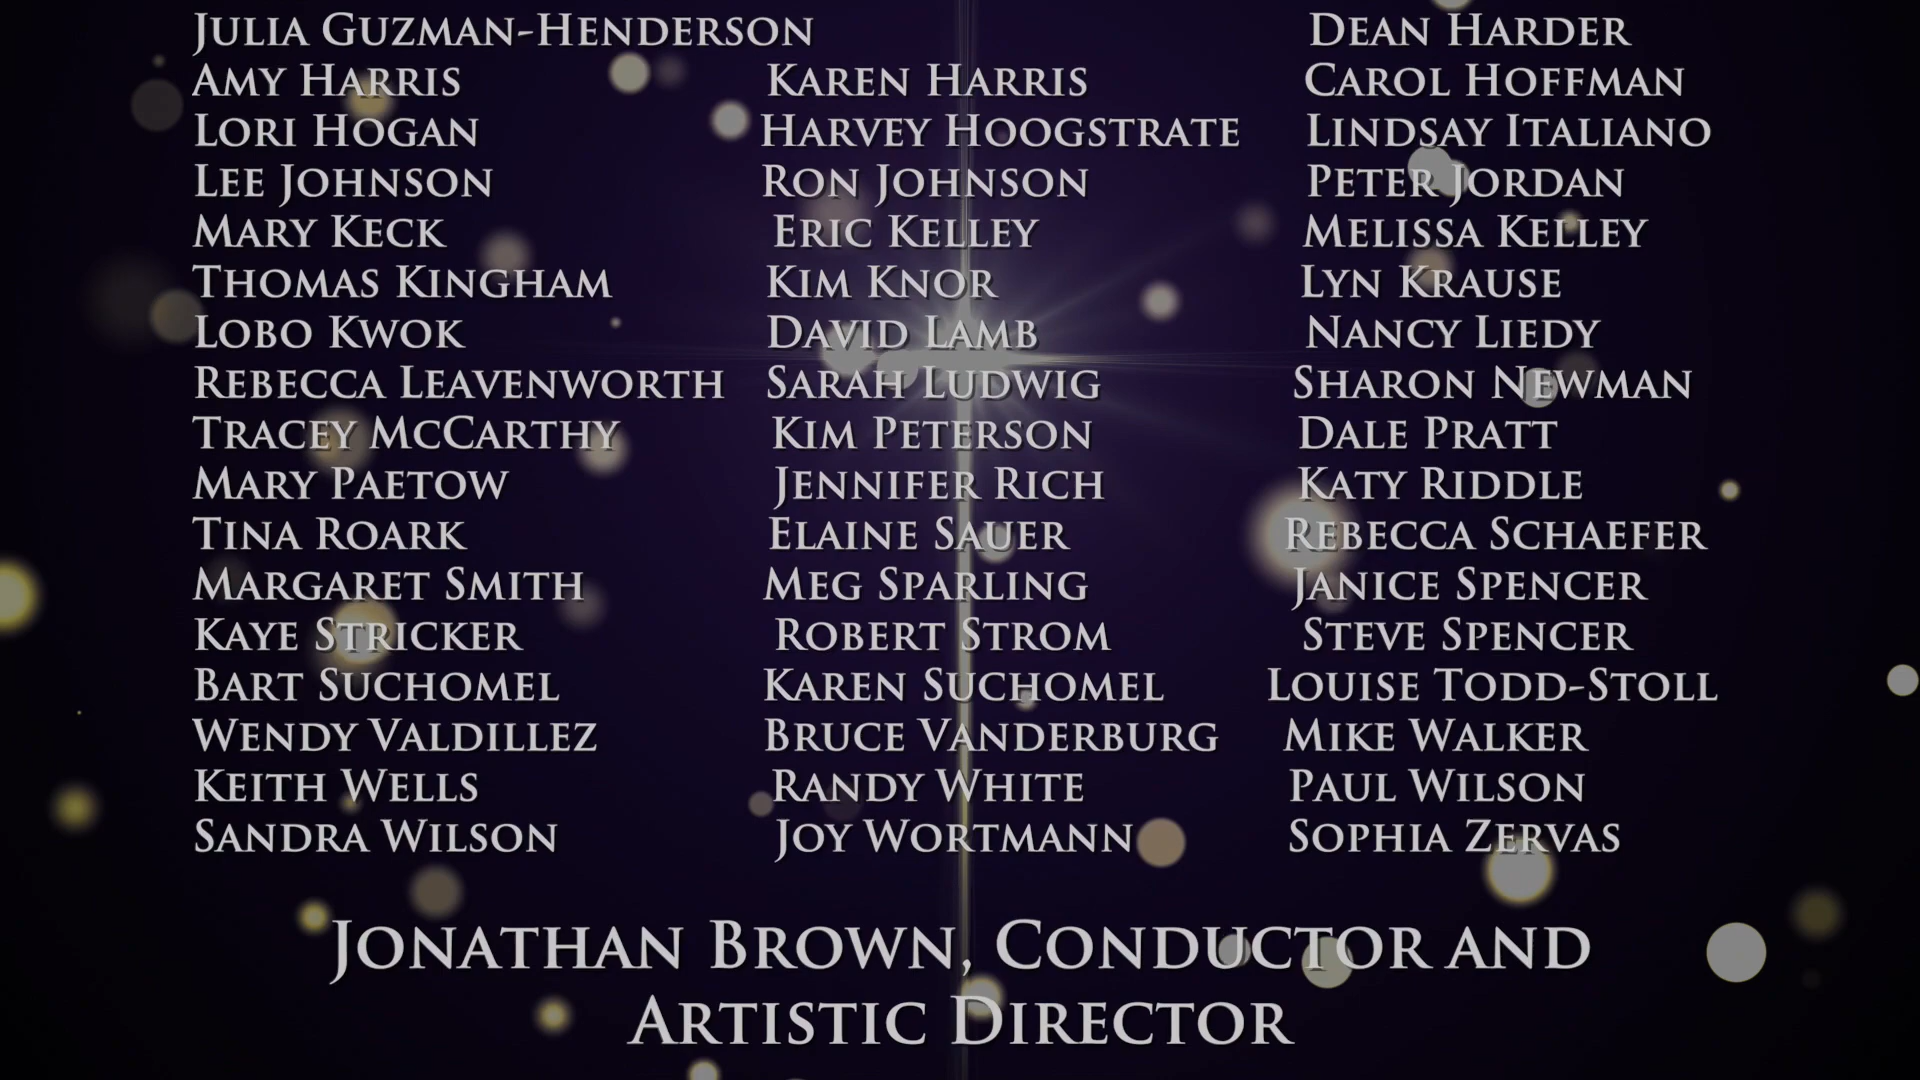 Julia Guzman-Henderson Dean Harder
Amy Harris Karen Harris Carol Hoffman
Lori Hogan Harvey Hoogstrate Lindsay Italiano
Lee Johnson Ron Johnson Peter Jordan
Mary Keck Eric Kelley Melissa Kelley
Thomas Kingham Kim Knor Lyn Krause
Lobo Kwok David Lamb Nancy Liedy
Rebecca Leavenworth Sarah Ludwig Sharon Newman
Tracey McCarthy Kim Peterson Dale Pratt
Mary Paetow Jennifer Rich Katy Riddle
Tina Roark Elaine Sauer Rebecca Schaefer
Margaret Smith Meg Sparling Janice Spencer
Kaye Stricker Robert Strom Steve Spencer
Bart Suchomel Karen Suchomel Louise Todd-Stoll
Wendy Valdillez Bruce Vanderburg Mike Walker
Keith Wells Randy White Paul Wilson
Sandra Wilson Joy Wortmann Sophia Zervas
Jonathan Brown, Conductor and
Artistic Director